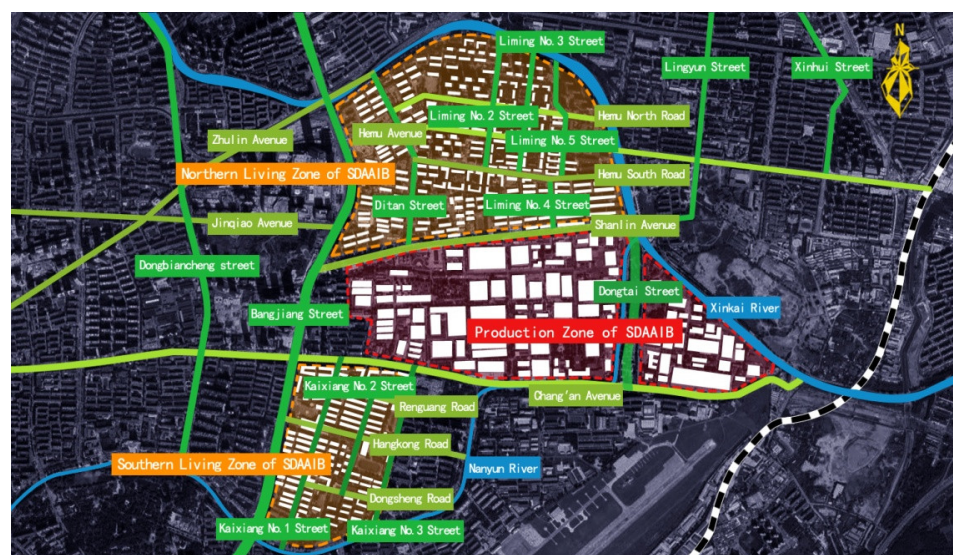 N
Liming No.3 Street
Lingyun Street
Xinhui Street
Liming No.2 Street
Hemu North Road
Zhulin Avenue
Hemu Avenue
Liming No.5 Street
Northern Living Zone of SDAAIB
Hemu South Road
Ditan Street
Liming No.4 Street
Jinqiao Avenue
Shanlin Avenue
Dongbiancheng street
Dongtai Street
Bangjiang Street
Xinkai River
Production Zone of SDAAIB
Kaixiang No.2 Street
Chang'an Avenue
Renguang Road
Hangkong Road
Southern Living Zone of SDAAIB
Nanyun River
Dongsheng Road
Kaixiang No.1 Street
Kaixiang No.3 Street